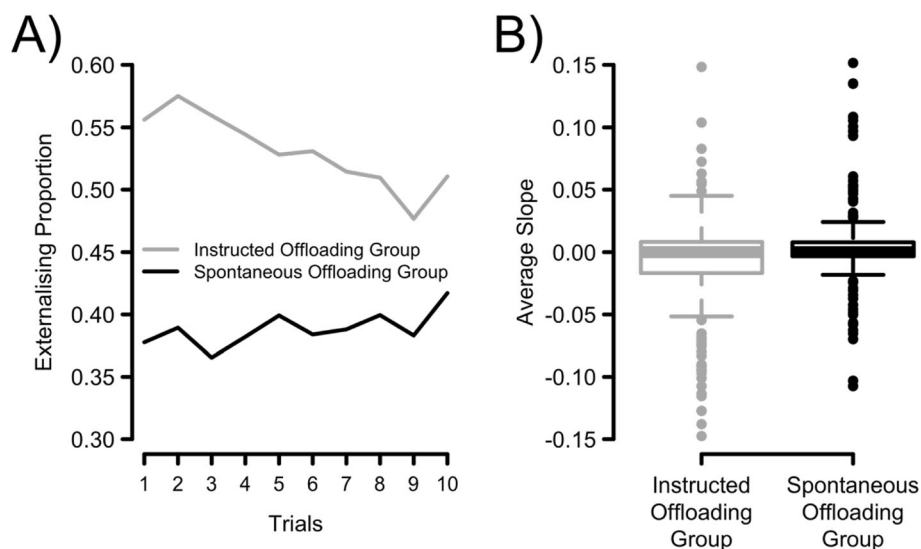 A)
Externalising Proportion
0.60
0.55
0.50
0.45
0.40
0.35
0.30
Instructed Offloading Group
Spontaneous Offloading Group
1 2 3 4 5 6 7 8 9 10
Trials
B)
Average Slope
0.15
0.10
0.05
0.00
-0.05
-0.10
-0.15
Instructed
Offloading
Group
Spontaneous
Offloading
Group